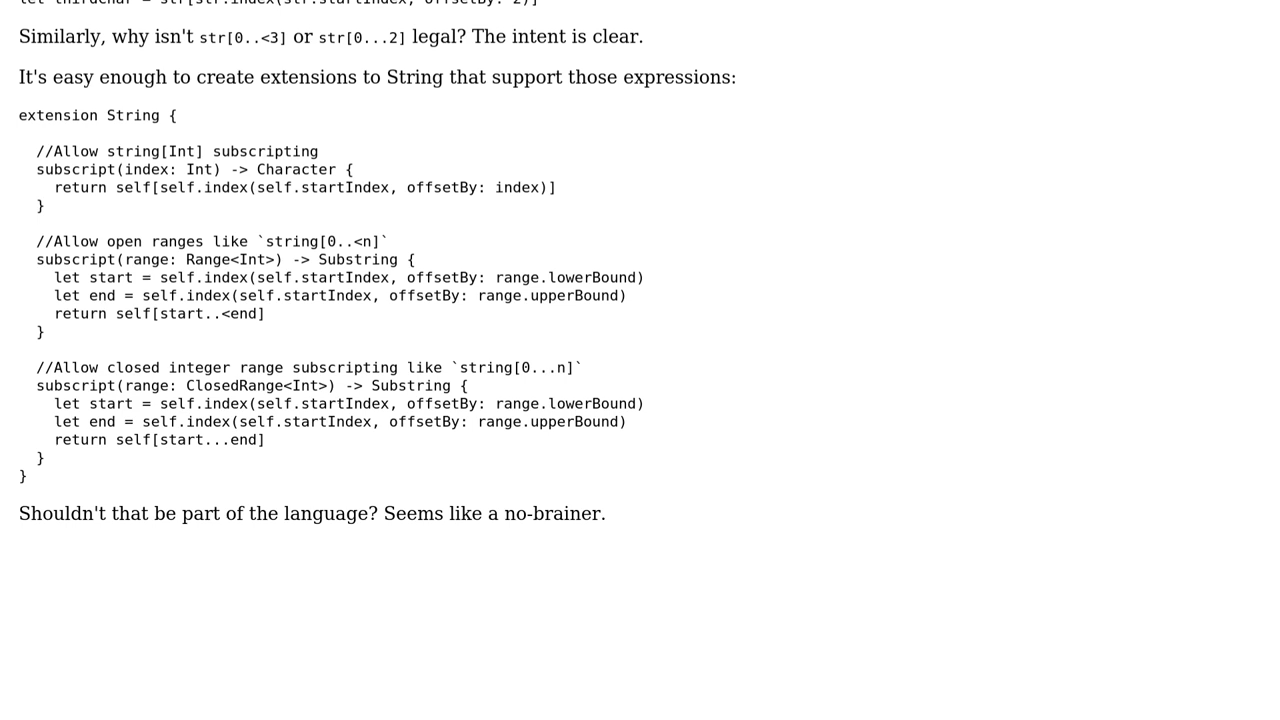 Similarly, why isn't str[0..<3] or str[0...2] legal? The intent is clear.
It's easy enough to create extensions to String that support those expressions:
extension String {
//Allow string[Int] subscripting
subscript(index: Int) -> Character {
return self[self.index(self.startIndex, offsetBy: index)]
}
//Allow open ranges like `string[0..<n]`
subscript(range: Range<Int>) -> Substring {
let start = self.index(self.startIndex, offsetBy: range.lowerBound)
let end = self.index(self.startIndex, offsetBy: range.upperBound)
return self[start..<end]
}
//Allow closed integer range subscripting like `string[0...n]`
subscript(range: ClosedRange<Int>) -> Substring {
let start = self.index(self.startIndex, offsetBy: range.lowerBound)
let end = self.index(self.startIndex, offsetBy: range.upperBound)
return self[start...end]
}
}
Shouldn't that be part of the language? Seems like a no-brainer.